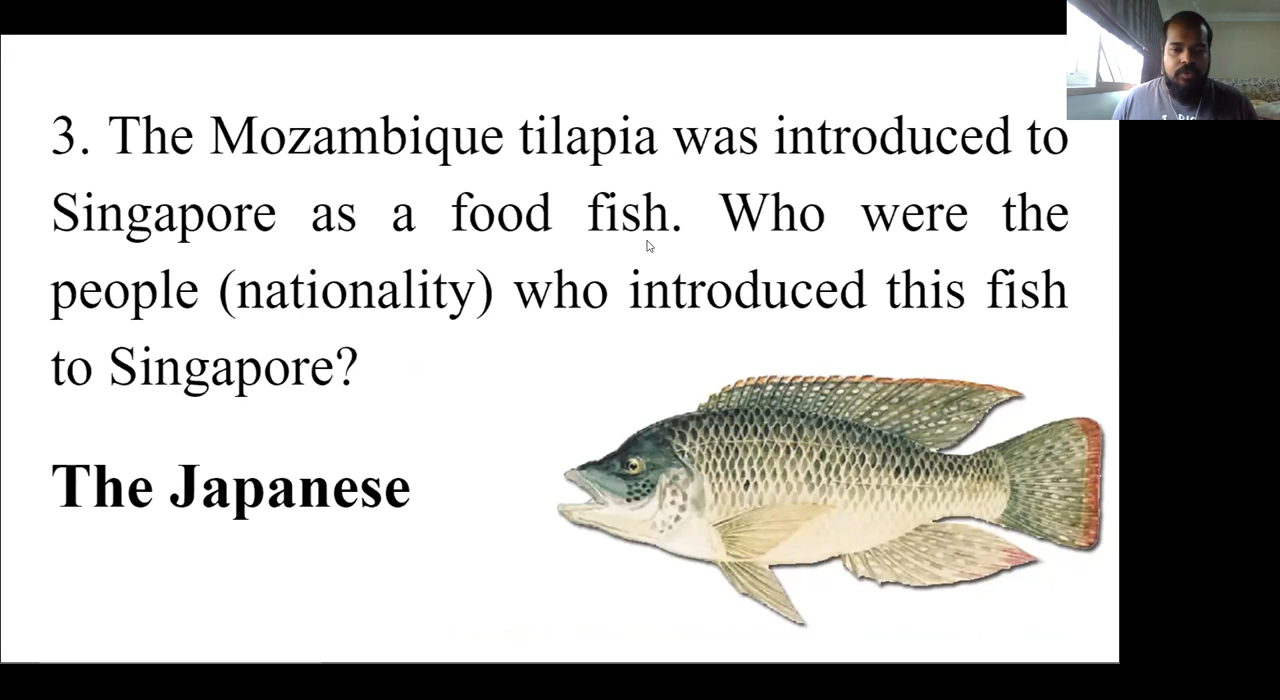 3. The Mozambique tilapia was introduced to
Singapore as a food fish. Who were the
people (nationality) who introduced this fish
to Singapore?
The Japanese